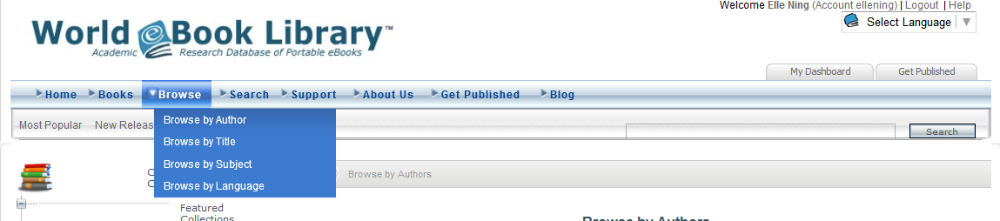 Welcome Elle Ning (Account ellening) | Logout | Help
Select Language ▼
World eBook Library™
Academic Research Database of Portable eBooks
My Dashboard Get Published
Home Books Browse Search Support About Us Get Published Blog
Browse by Author
Most Popular New Releas Search
Browse by Title
Browse by Subject
Browse by Authors
Browse by Language
Featured
Collections
Browse by Authors